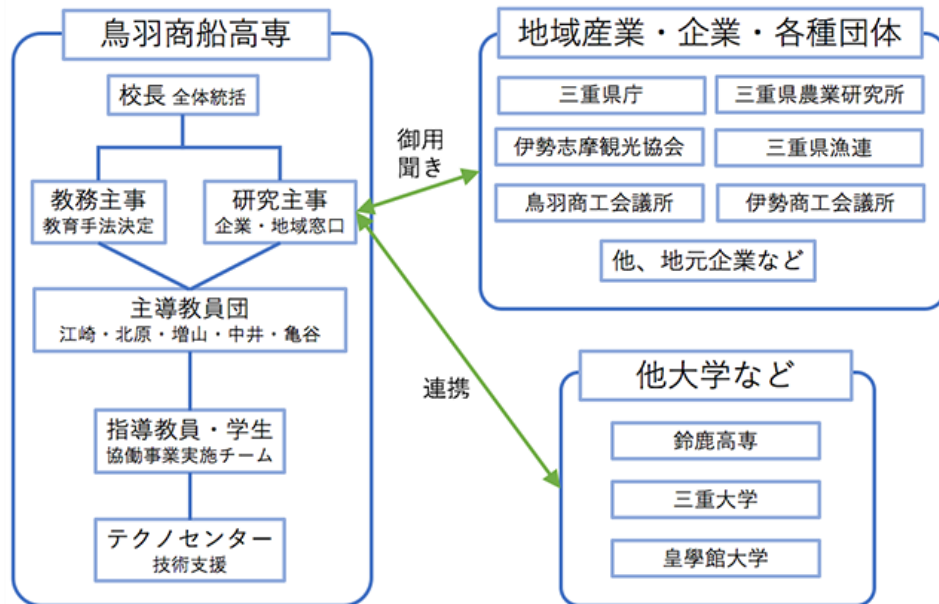 鳥羽商船高専
校長 全体統括
教務主事
教育手法決定
研究主事
企業・地域窓口
主導教員団
江崎・北原・増山・中井・亀谷
指導教員・学生
協働事業実施チーム
テクノセンター
技術支援
御用
聞き
連携
地域産業・企業・各種団体
三重県庁
三重県農業研究所
伊勢志摩観光協会
三重県漁連
鳥羽商工会議所
伊勢商工会議所
他、地元企業など
他大学など
鈴鹿高専
三重大学
皇學館大学